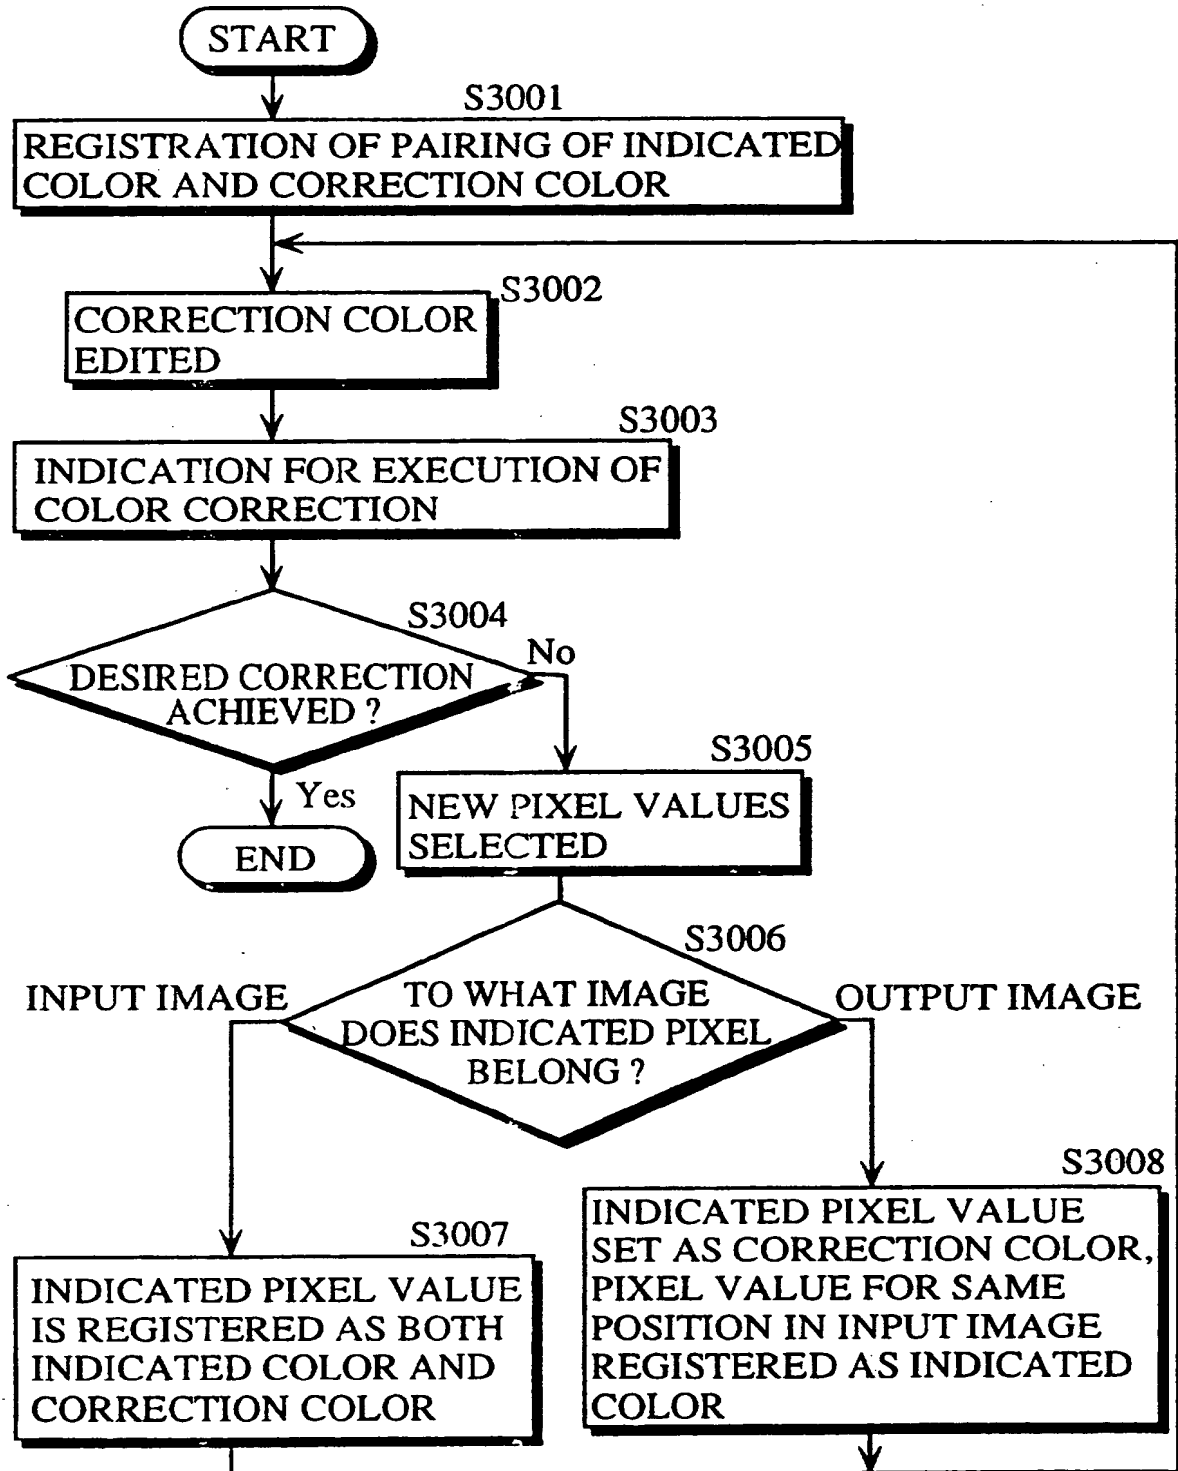 START
S3001
REGISTRATION OF PAIRING OF INDICATED
COLOR AND CORRECTION COLOR
S3002
CORRECTION COLOR
EDITED
S3003
INDICATION FOR EXECUTION OF
COLOR CORRECTION
S3004
DESIRED CORRECTION
ACHIEVED ?
No
Yes
END
S3005
NEW PIXEL VALUES
SELECTED
S3006
TO WHAT IMAGE
DOES INDICATED PIXEL
BELONG ?
INPUT IMAGE
OUTPUT IMAGE
S3007
INDICATED PIXEL VALUE
IS REGISTERED AS BOTH
INDICATED COLOR AND
CORRECTION COLOR
S3008
INDICATED PIXEL VALUE
SET AS CORRECTION COLOR,
PIXEL VALUE FOR SAME
POSITION IN INPUT IMAGE
REGISTERED AS INDICATED
COLOR